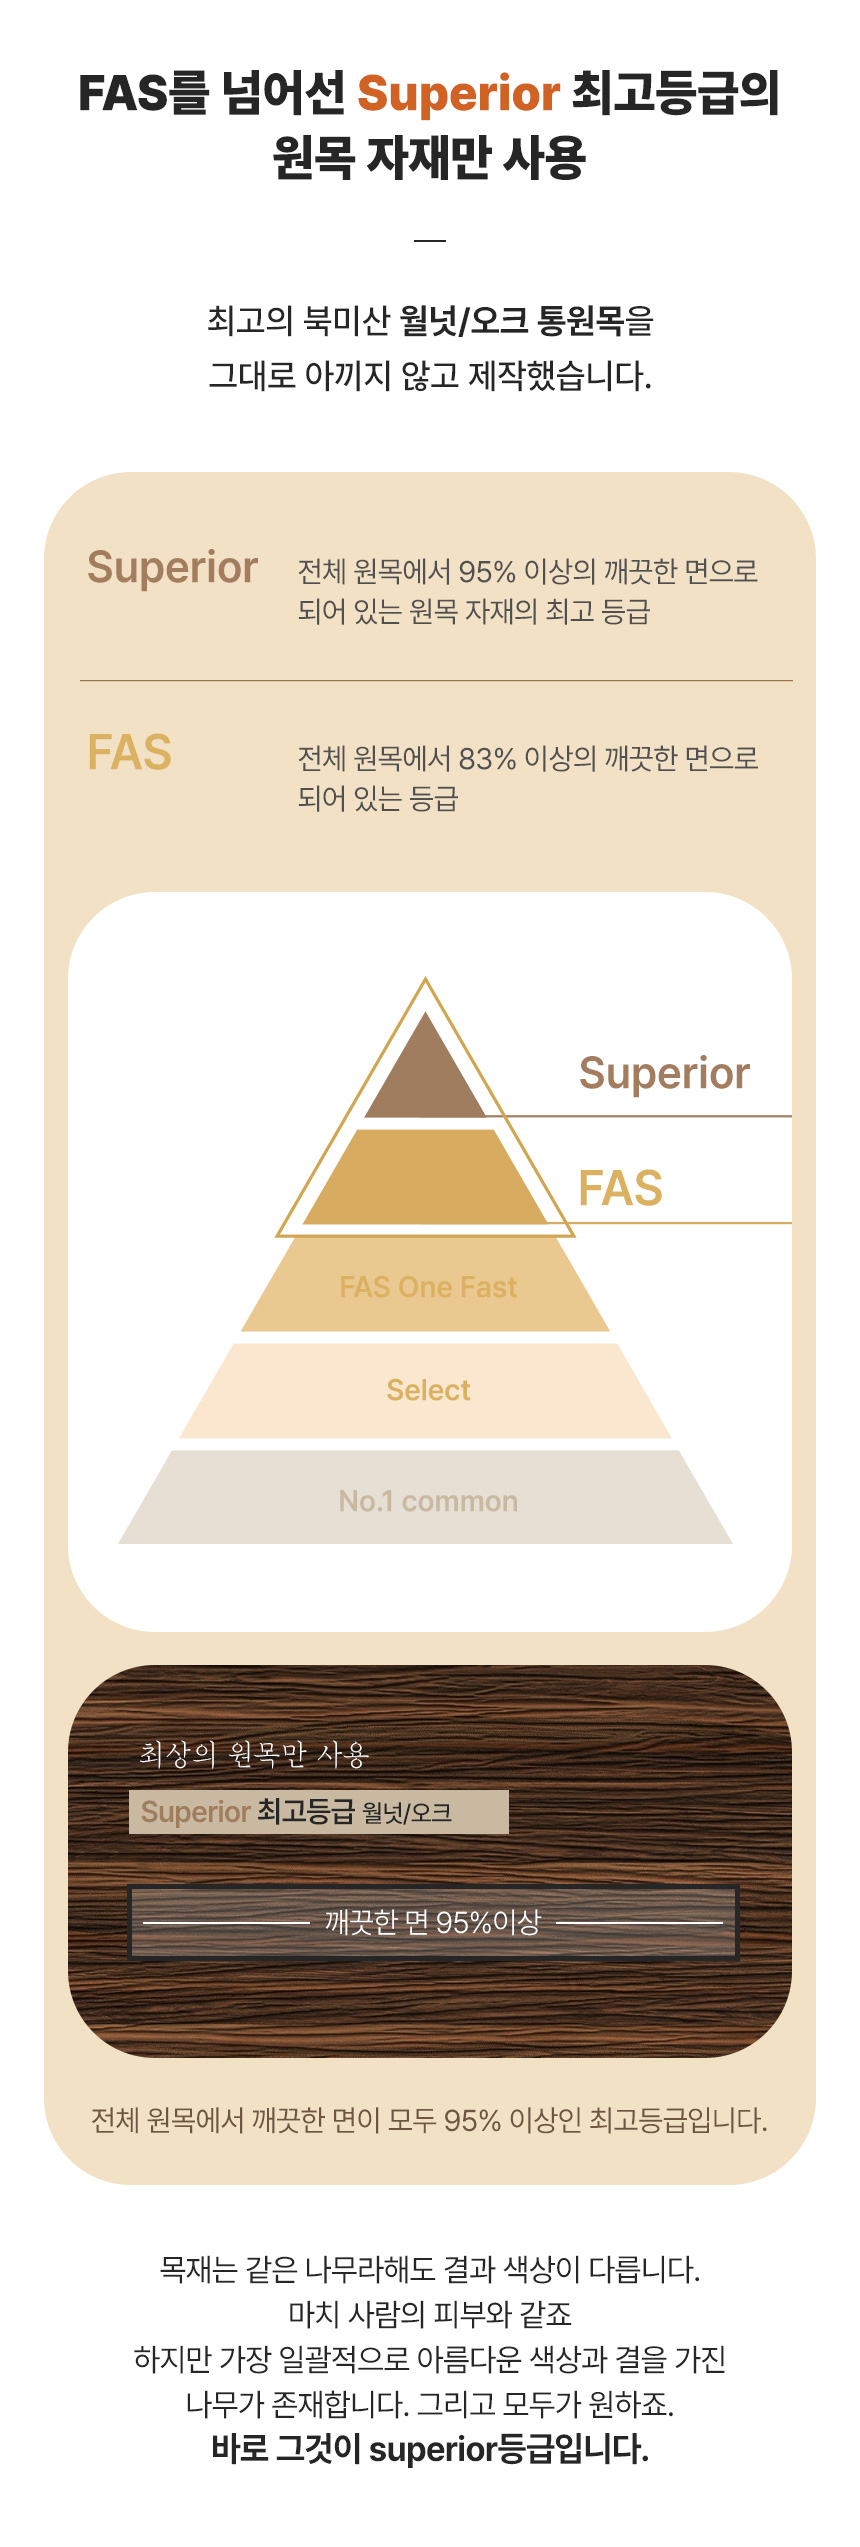 FAS를 넘어선 Superior 최고등급의
원목 자재만 사용
최고의 북미산 월넛/오크 통원목을
그대로 아끼지 않고 제작했습니다.
Superior
전체 원목에서 95% 이상의 깨끗한 면으로
되어 있는 원목 자재의 최고 등급
FAS
전체 원목에서 83% 이상의 깨끗한 면으로
되어 있는 등급
Superior
FAS
FAS One Fast
Select
No.1 common
최상의 원목만 사용
Superior 최고등급 월넛/오크
깨끗한 면 95%이상
전체 원목에서 깨끗한 면이 모두 95% 이상인 최고등급입니다.
목재는 같은 나무라해도 결과 색상이 다릅니다.
마치 사람의 피부와 같죠
하지만 가장 일괄적으로 아름다운 색상과 결을 가진
나무가 존재합니다. 그리고 모두가 원하죠.
바로 그것이 superior등급입니다.